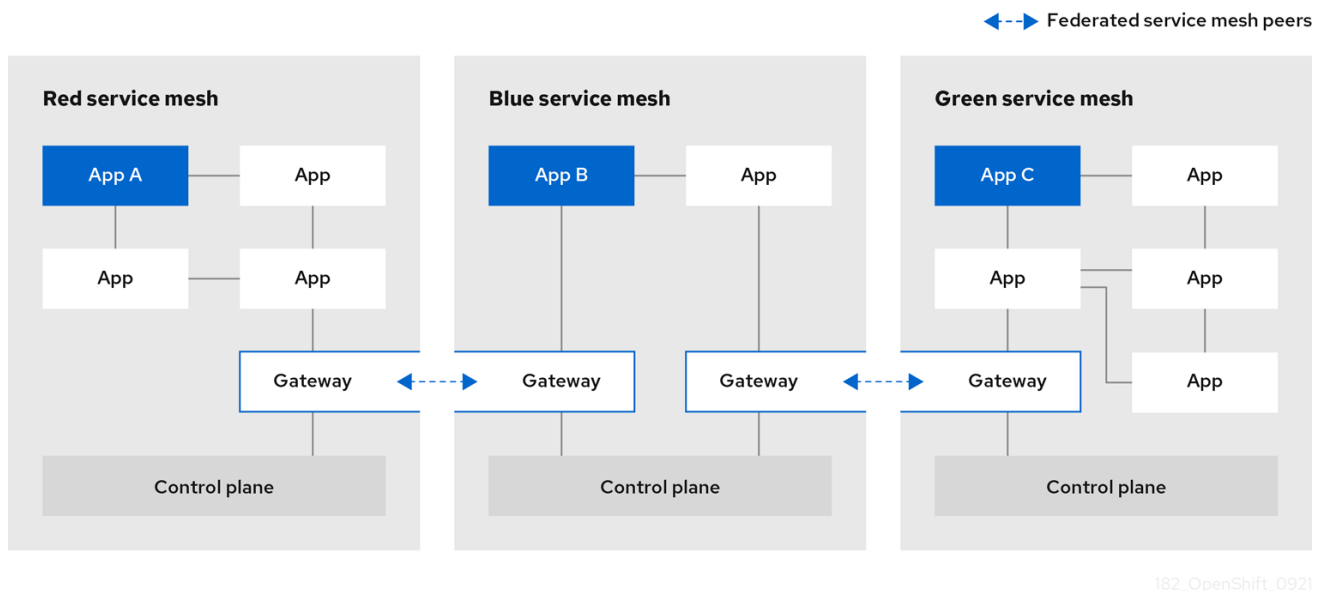 Federated service mesh peers
Red service mesh
App A
App
App
App
Gateway
Control plane
Blue service mesh
App B
App
Gateway
Gateway
Control plane
Green service mesh
App C
App
App
App
Gateway
App
Control plane
182_OpenShift_0921